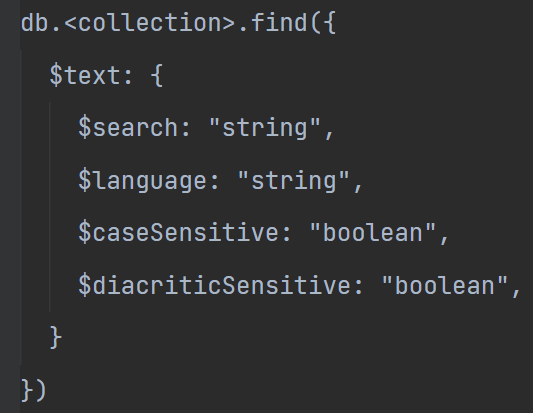 db.<collection>.find({
$text: {
$search: "string",
$language: "string",
$caseSensitive: "boolean",
$diacriticSensitive: "boolean",
}
})